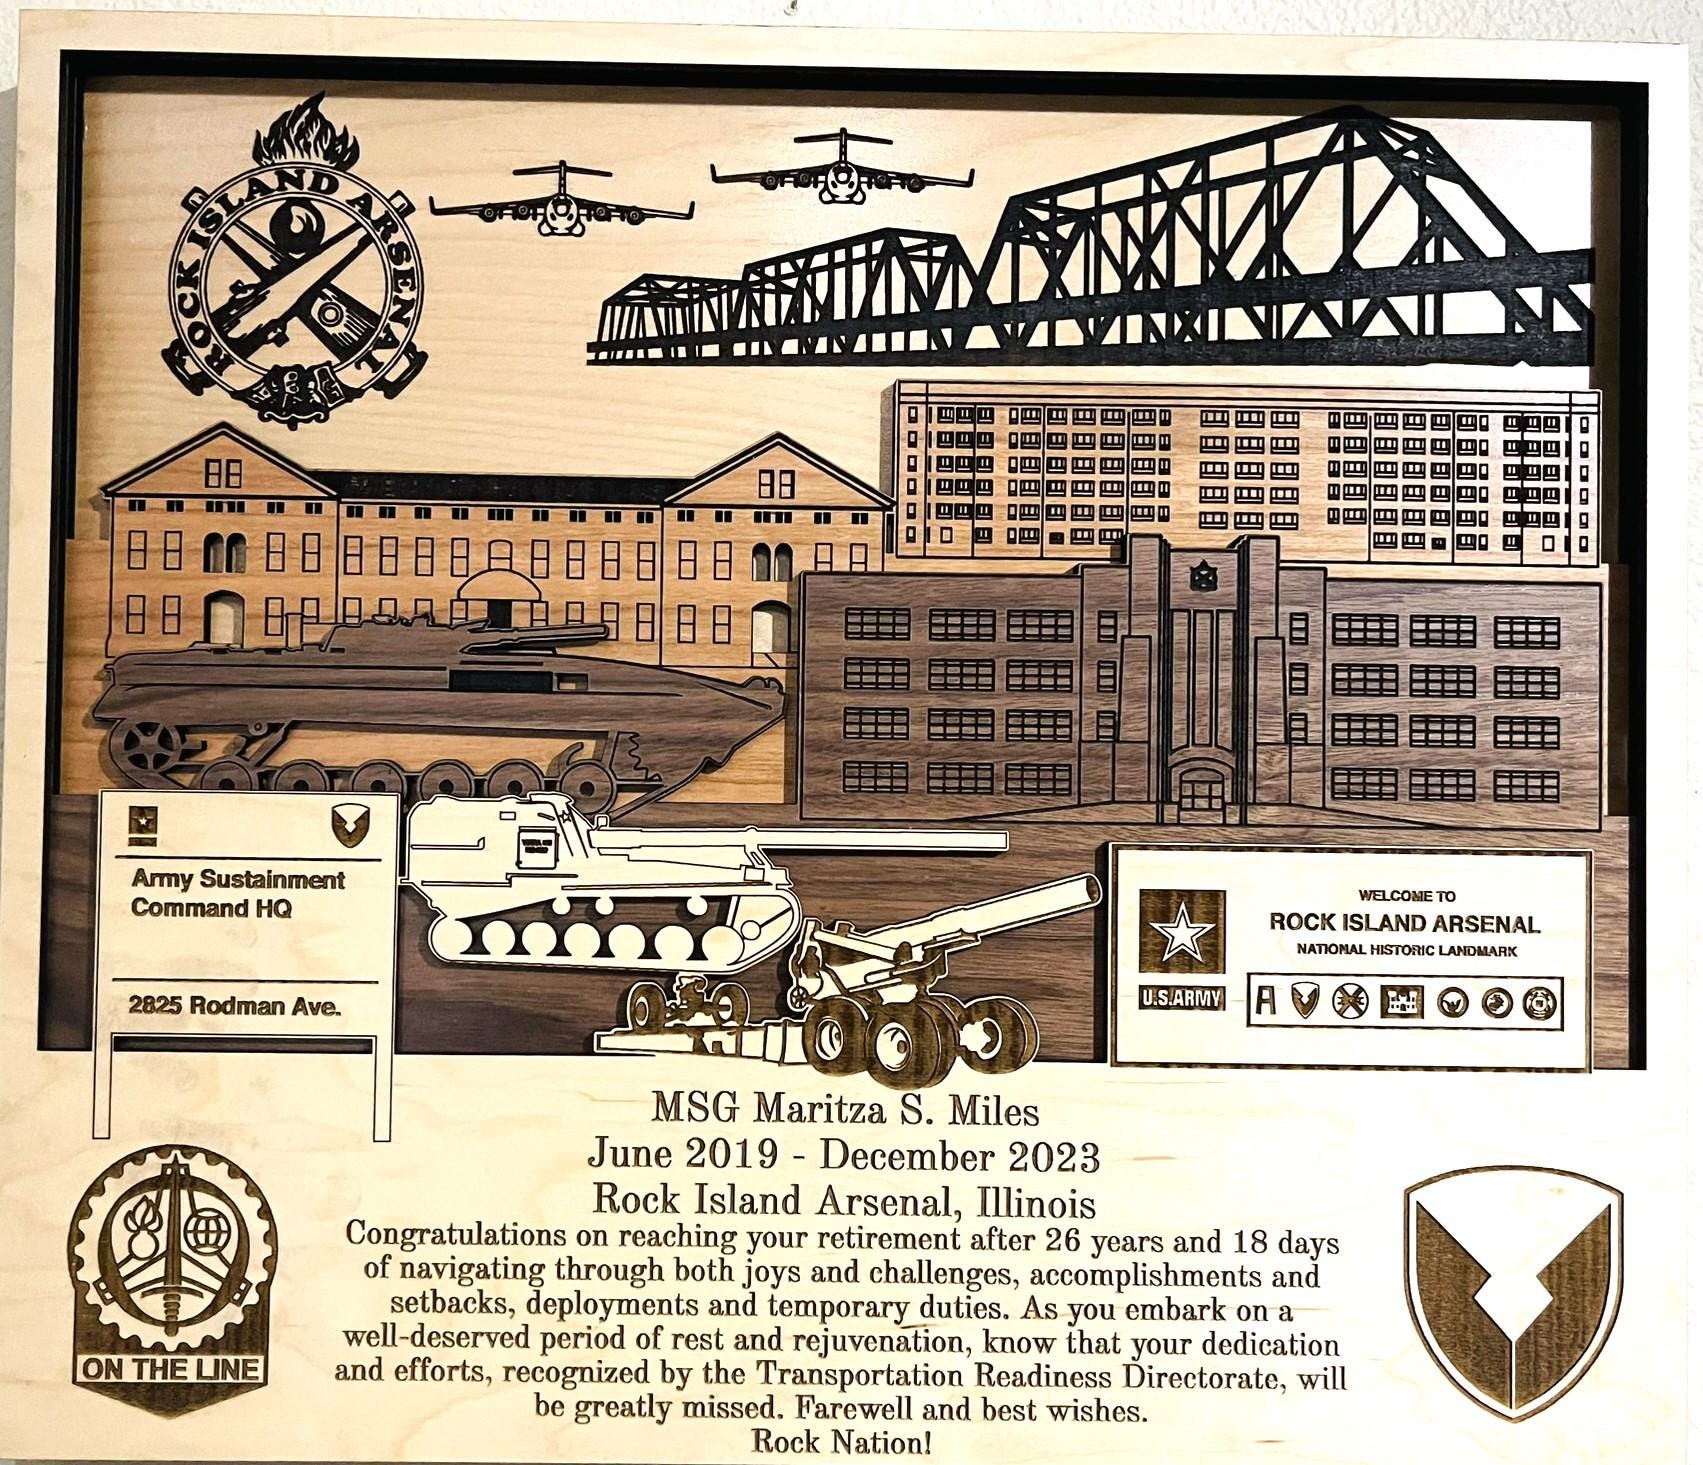 ROCK ISLAND ARSENAL
Army Sustainment
Command HQ
2825 Rodman Ave.
WELCOME TO
ROCK ISLAND ARSENAL
NATIONAL HISTORIC LANDMARK
U.S.ARMY
MSG Maritza S. Miles
June 2019 - December 2023
Rock Island Arsenal, Illinois
Congratulations on reaching your retirement after 26 years and 18 days
of navigating through both joys and challenges, accomplishments and
setbacks, deployments and temporary duties. As you embark on a
well-deserved period of rest and rejuvenation, know that your dedication
and efforts, recognized by the Transportation Readiness Directorate, will
be greatly missed. Farewell and best wishes.
Rock Nation!
ON THE LINE